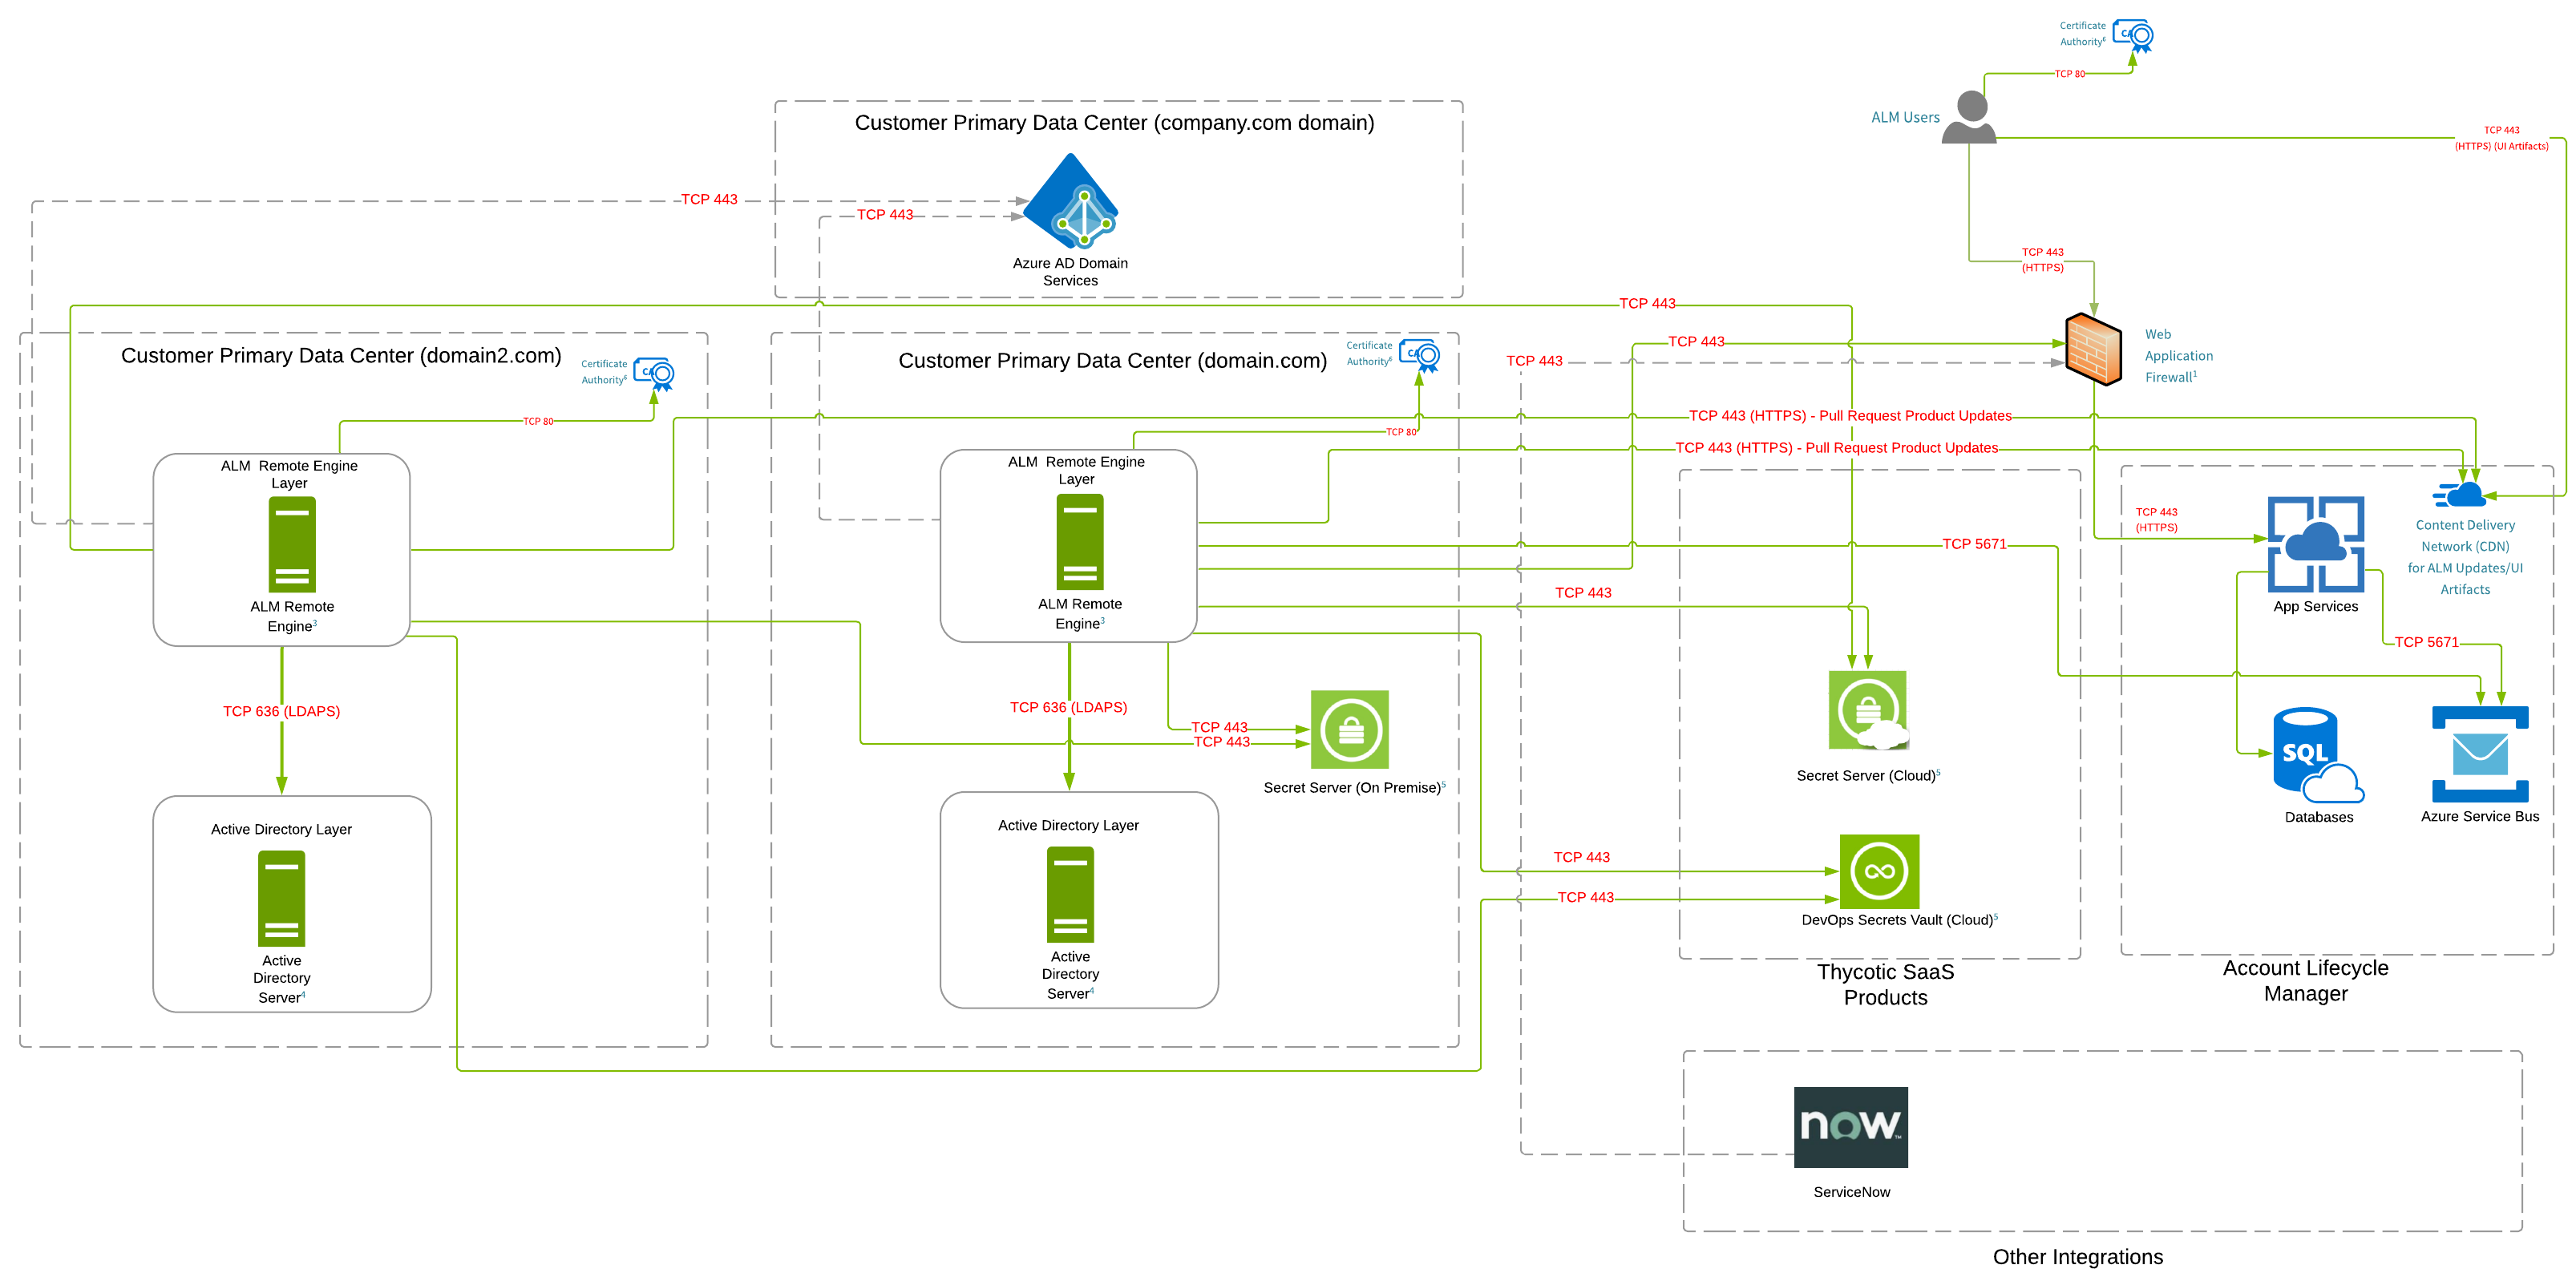 Certificate
Authority6
CA
TCP 80
ALM Users
TCP 443
(HTTPS) (UI Artifacts)
Customer Primary Data Center (company.com domain)
TCP 443
TCP 443
Azure AD Domain
Services
TCP 443
(HTTPS)
TCP 443
Customer Primary Data Center (domain2.com)
Certificate
Authority6
CA
TCP 80
Customer Primary Data Center (domain.com)
Certificate
Authority6
CA
TCP 80
TCP 443
TCP 443
Web
Application
Firewall1
TCP 443 (HTTPS) - Pull Request Product Updates
TCP 443 (HTTPS) - Pull Request Product Updates
ALM Remote Engine
Layer
ALM Remote
Engine3
TCP 636 (LDAPS)
Active Directory Layer
Active
Directory
Server4
ALM Remote Engine
Layer
ALM Remote
Engine3
TCP 636 (LDAPS)
TCP 443
TCP 443
Secret Server (On Premise)5
Active Directory Layer
Active
Directory
Server4
TCP 5671
TCP 443
Secret Server (Cloud)5
TCP 443
TCP 443
DevOps Secrets Vault (Cloud)5
Thycotic SaaS
Products
TCP 443
(HTTPS)
App Services
Content Delivery
Network (CDN)
for ALM Updates/UI
Artifacts
TCP 5671
SQL
Databases
Azure Service Bus
Account Lifecycle
Manager
now
ServiceNow
Other Integrations